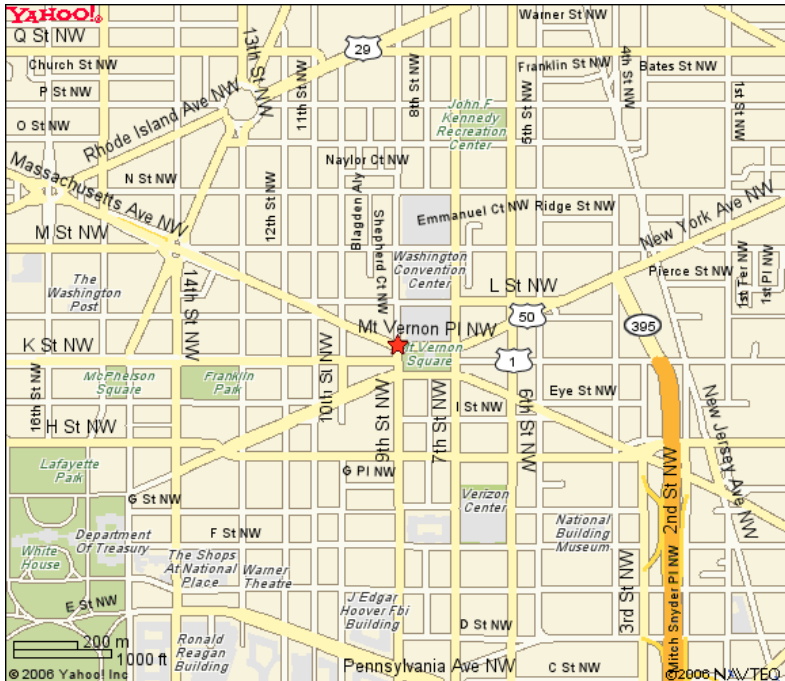 YAHOO!
Warner St NW
Q St NW
13th St NW
29
4th St NW
Church St NW
Franklin St NW
Bates St NW
P St NW
11th St NW
8th St NW
5th St NW
1st St NW
O St NW
Rhode Island Ave NW
John F
Kennedy
Recreation
Center
Massachusetts Ave NW
Naylor Ct NW
N St NW
12th St NW
Blagden Aly
Shepherd Ct NW
Emmanuel Ct NW
Ridge St NW
New York Ave NW
M St NW
Washington
Convention
Center
The
Washington
Post
14th St NW
L St NW
Pierce St NW
1st Ter NW
1st Pl NW
50
395
Mt Vernon Pl NW
Mt Vernon
Square
1
K St NW
16th St NW
McPherson
Square
Franklin
Park
10th St NW
9th St NW
7th St NW
I St NW
6th St NW
Eye St NW
New Jersey Ave NW
H St NW
Lafayette
Park
G Pl NW
G St NW
Verizon
Center
2nd St NW
White
House
Department
Of Treasury
F St NW
The Shops
At National
Place
Warner
Theatre
National
Building
Museum
3rd St NW
Mitch Snyder Pl NW
E St NW
J Edgar
Hoover Fbi
Building
D St NW
200 m
1000 ft
Ronald
Reagan
Building
Pennsylvania Ave NW
C St NW
© 2006 Yahoo! Inc
©2006 NAVTEQ